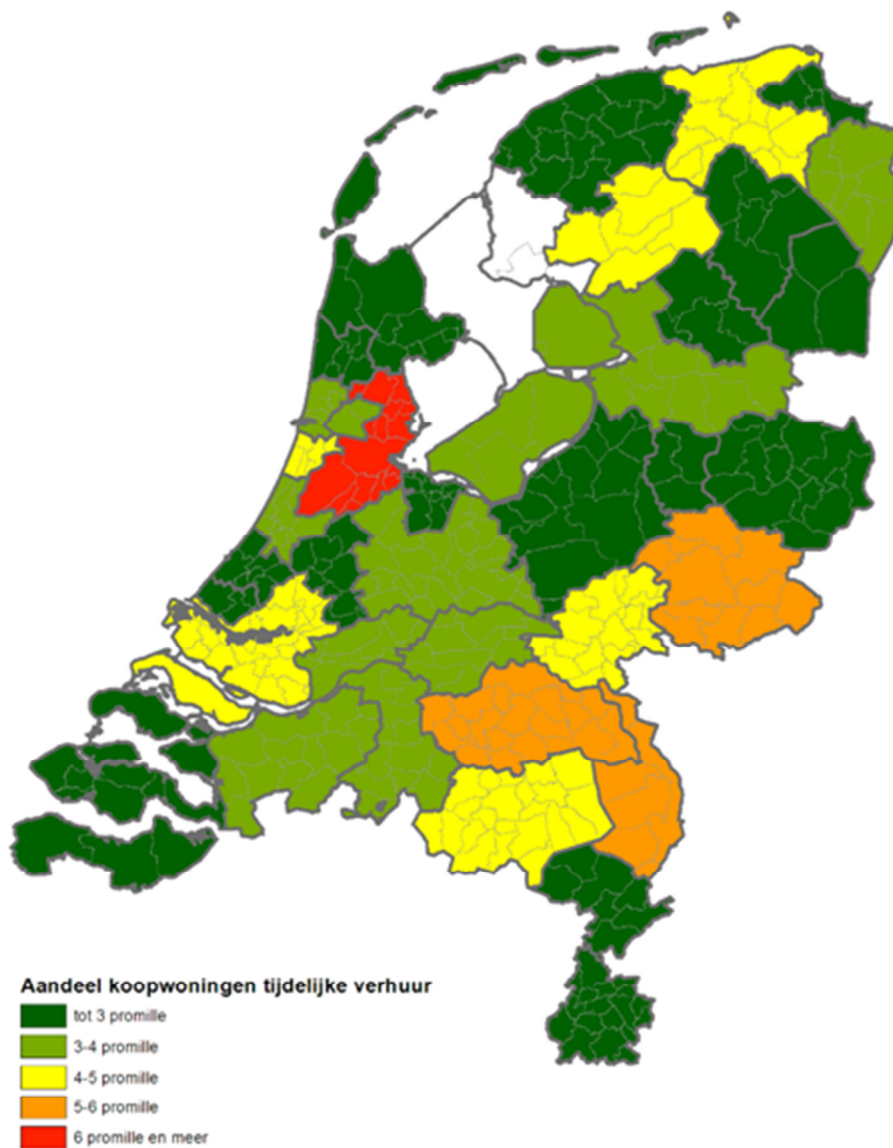 Aandeel koopwoningen tijdelijke verhuur
tot 3 promille
3-4 promille
4-5 promille
5-6 promille
6 promille en meer